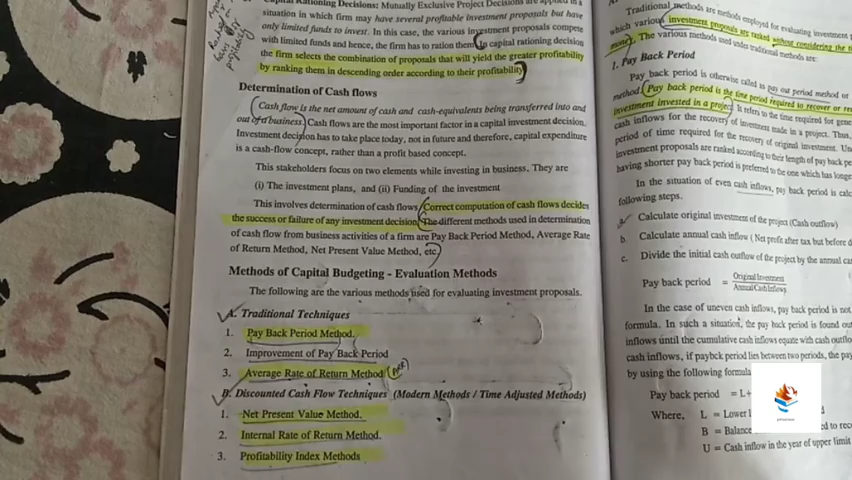 Capital Rationing Decisions: Mutually Exclusive Project Decisions are applied in a
situation in which firm may have several profitable investment proposals but have
only limited funds to invest. In this case, the various investment proposals compete
with limited funds and hence, the firm has to ration them. In capital rationing decision
the firm selects the combination of proposals that will yield the greater profitability
by ranking them in descending order according to their profitability.
Determination of Cash flows
Cash flow is the net amount of cash and cash-equivalents being transferred into and
out of a business. Cash flows are the most important factor in a capital investment decision.
Investment decision has to take place today, not in future and therefore, capital expenditure
is a cash-flow concept, rather than a profit based concept.
This stakeholders focus on two elements while investing in business. They are
(i) The investment plans, and (ii) Funding of the investment
This involves determination of cash flows. Correct computation of cash flows decides
the success or failure of any investment decision. The different methods used in determination
of cash flow from business activities of a firm are Pay Back Period Method, Average Rate
of Return Method, Net Present Value Method, etc.
Methods of Capital Budgeting - Evaluation Methods
The following are the various methods used for evaluating investment proposals.
A. Traditional Techniques
1. Pay Back Period Method.
2. Improvement of Pay Back Period
3. Average Rate of Return Method (ARR)
B. Discounted Cash Flow Techniques (Modern Methods / Time Adjusted Methods)
1. Net Present Value Method.
2. Internal Rate of Return Method.
3. Profitability Index Methods
Traditional methods are methods employed for evaluating investment
which various investment proposals are ranked without considering the
money. The various methods used under traditional methods are:
1. Pay Back Period
Pay back period is otherwise called as pay out period method or
method. Pay back period is the time period required to recover or
investment invested in a project. It refers to the time required for
cash inflows for the recovery of investment made in a project. Thus,
period of time required for the recovery of original investment.
investment proposals are ranked according to their length of pay back
having shorter pay back period is preferred to the one which has
In the situation of even cash inflows, pay back period is
following steps.
a. Calculate original investment of the project (Cash outflow)
b. Calculate annual cash inflow (Net profit after tax but before
c. Divide the initial cash outflow of the project by the annual
Pay back period = Original Investment / Annual Cash Inflows
In the case of uneven cash inflows, pay back period is not
formula. In such a situation, the pay back period is found out
inflows until the cumulative cash inflows equate with cash
cash inflows, if payback period lies between two periods, the
by using the following formula
Pay back period = L+
Where, L = Lower
B = Balance to
U = Cash inflow in the year of upper limit